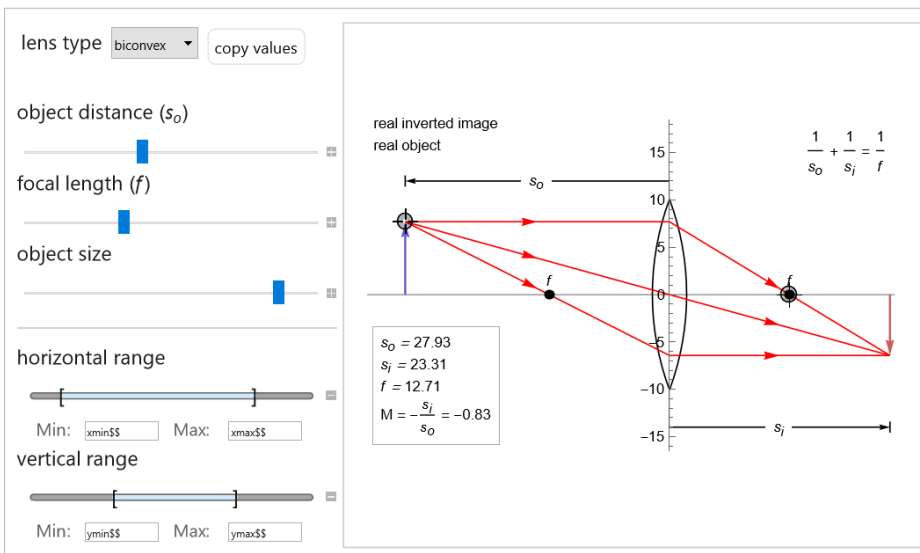 lens type
biconvex
copy values
object distance (sₒ)
focal length (f)
object size
horizontal range
Min: xmin$$ Max: xmax$$
vertical range
Min: ymin$$ Max: ymax$$
real inverted image
real object
1/sₒ + 1/sᵢ = 1/f
sₒ
15
10
5
0
−5
−10
−15
f
f
sₒ = 27.93
sᵢ = 23.31
f = 12.71
M = −sᵢ/sₒ = −0.83
sᵢ